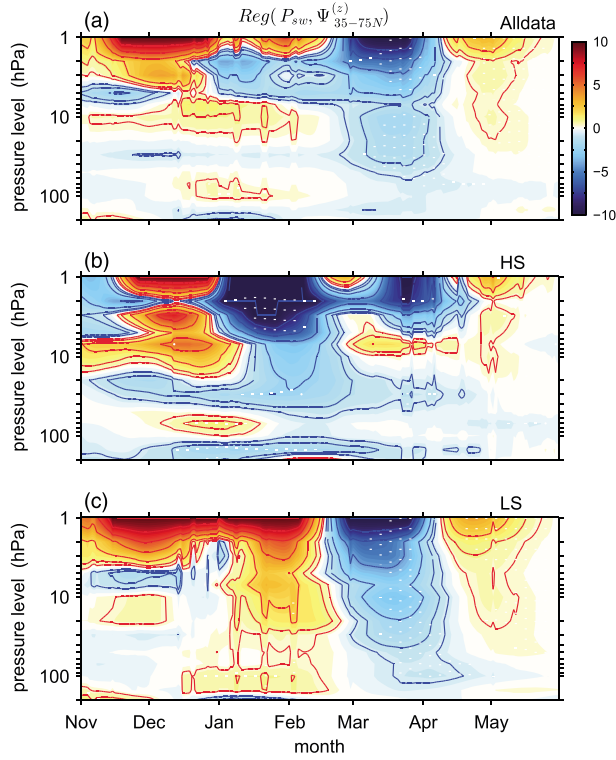 Reg(P_sw, Ψ^(z)_35−75N)
(a)
Alldata
1
10
100
pressure level (hPa)
10
5
0
−5
−10
(b)
HS
1
10
100
pressure level (hPa)
(c)
LS
1
10
100
pressure level (hPa)
Nov Dec Jan Feb Mar Apr May
month